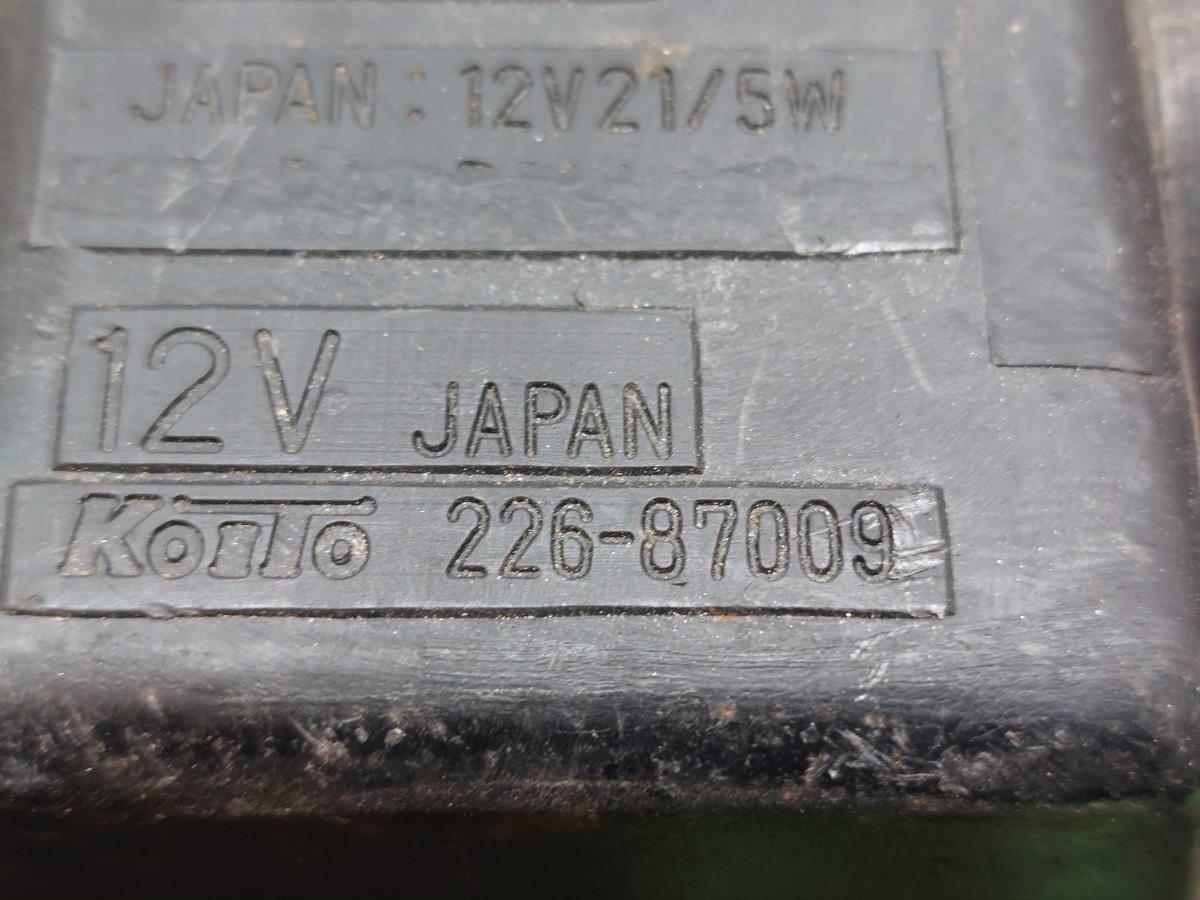 JAPAN : 12V21/5W
12V JAPAN
KOITO 226-87009